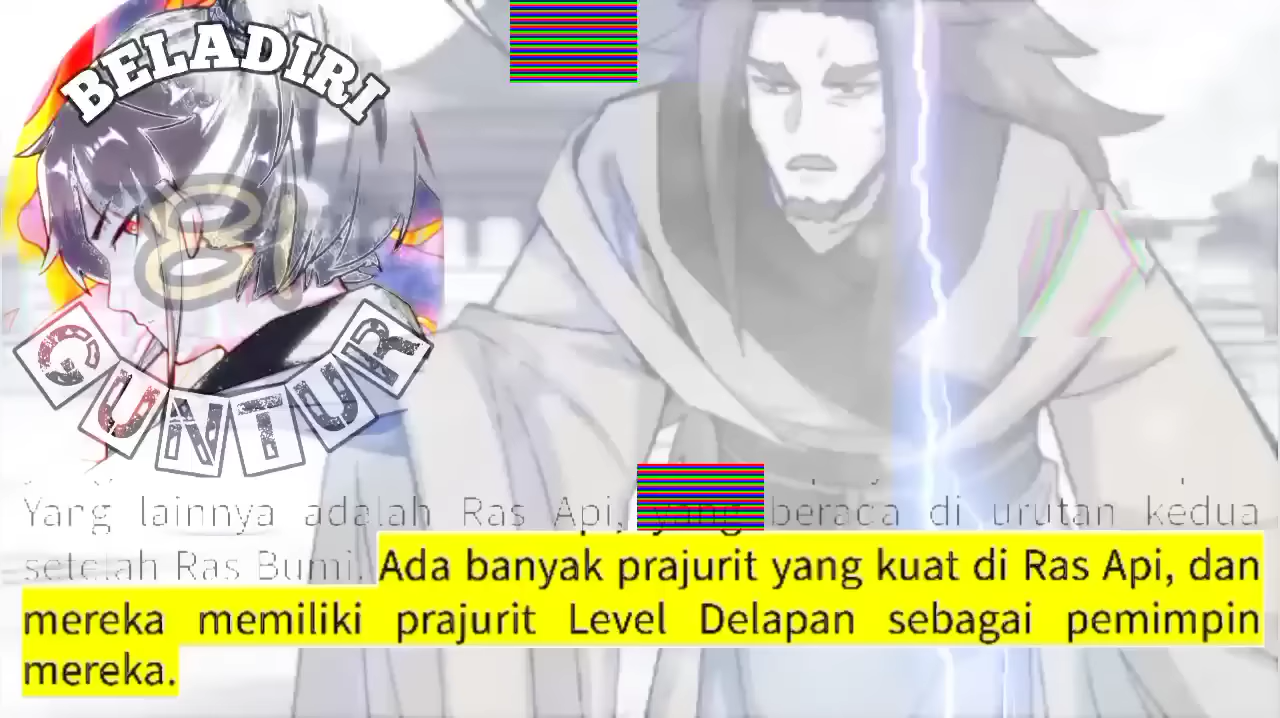 BELADIRI
GUNTUR
Yang lainnya adalah Ras Api, yang berada di urutan kedua
setelah Ras Bumi. Ada banyak prajurit yang kuat di Ras Api, dan
mereka memiliki prajurit Level Delapan sebagai pemimpin
mereka.